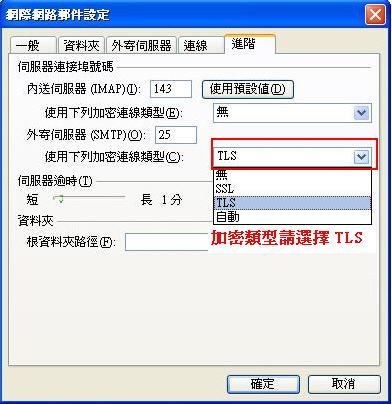 網際網路郵件設定
一般 資料夾 外寄伺服器 連線 進階
伺服器連接埠號碼
內送伺服器 (IMAP)(I): 143 使用預設值(D)
使用下列加密連線類型(E): 無
外寄伺服器 (SMTP)(O): 25
使用下列加密連線類型(C): TLS
無
伺服器逾時(T) SSL
短 長 1 分 TLS
自動
資料夾
加密類型請選擇 TLS
根資料夾路徑(F):
確定 取消